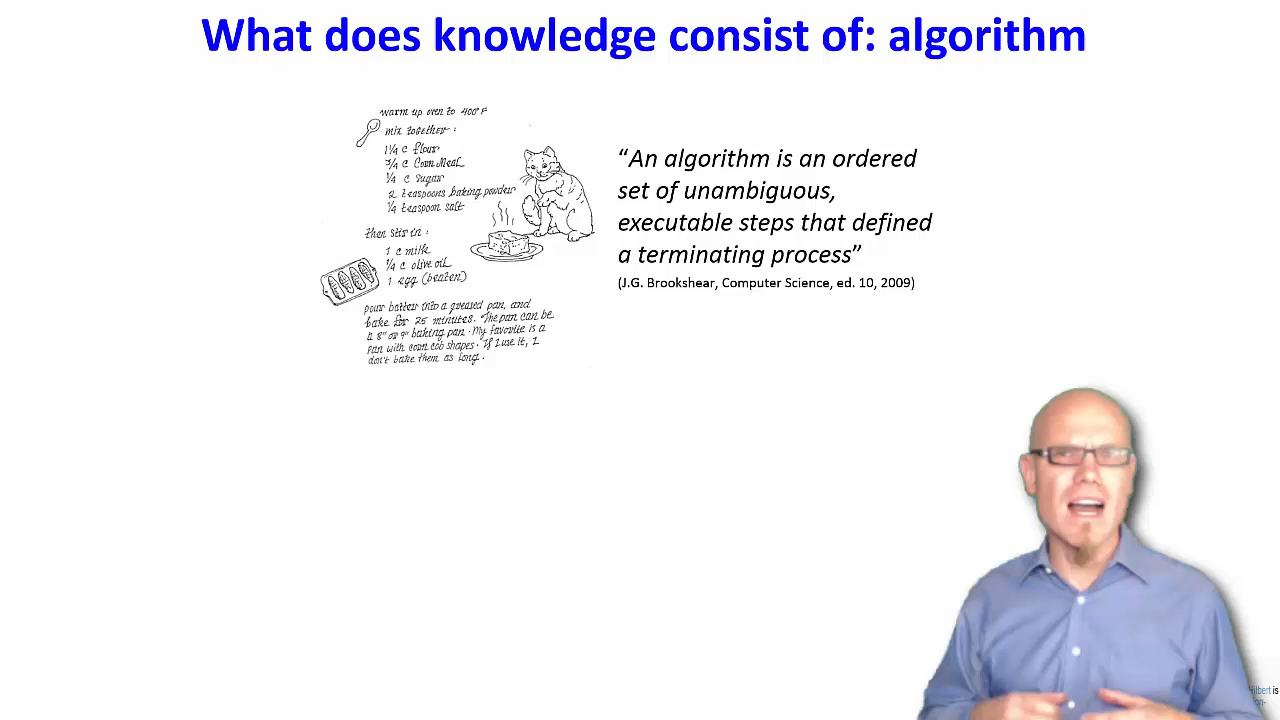 What does knowledge consist of: algorithm
warm up oven to 400° F
mix together:
1 1/4 c flour
3/4 c Corn Meal
1/4 c sugar
2 teaspoons baking powder
1/4 teaspoon salt
then stir in:
1 c milk
1/4 c olive oil
1 egg (beaten)
pour batter into a greased pan, and
bake for 25 minutes. The pan can be
a 8" or 9" baking pan. My favorite is a
pan with corn cob shapes. If I use it, I
don't bake them as long.
“An algorithm is an ordered
set of unambiguous,
executable steps that defined
a terminating process”
(J.G. Brookshear, Computer Science, ed. 10, 2009)
is